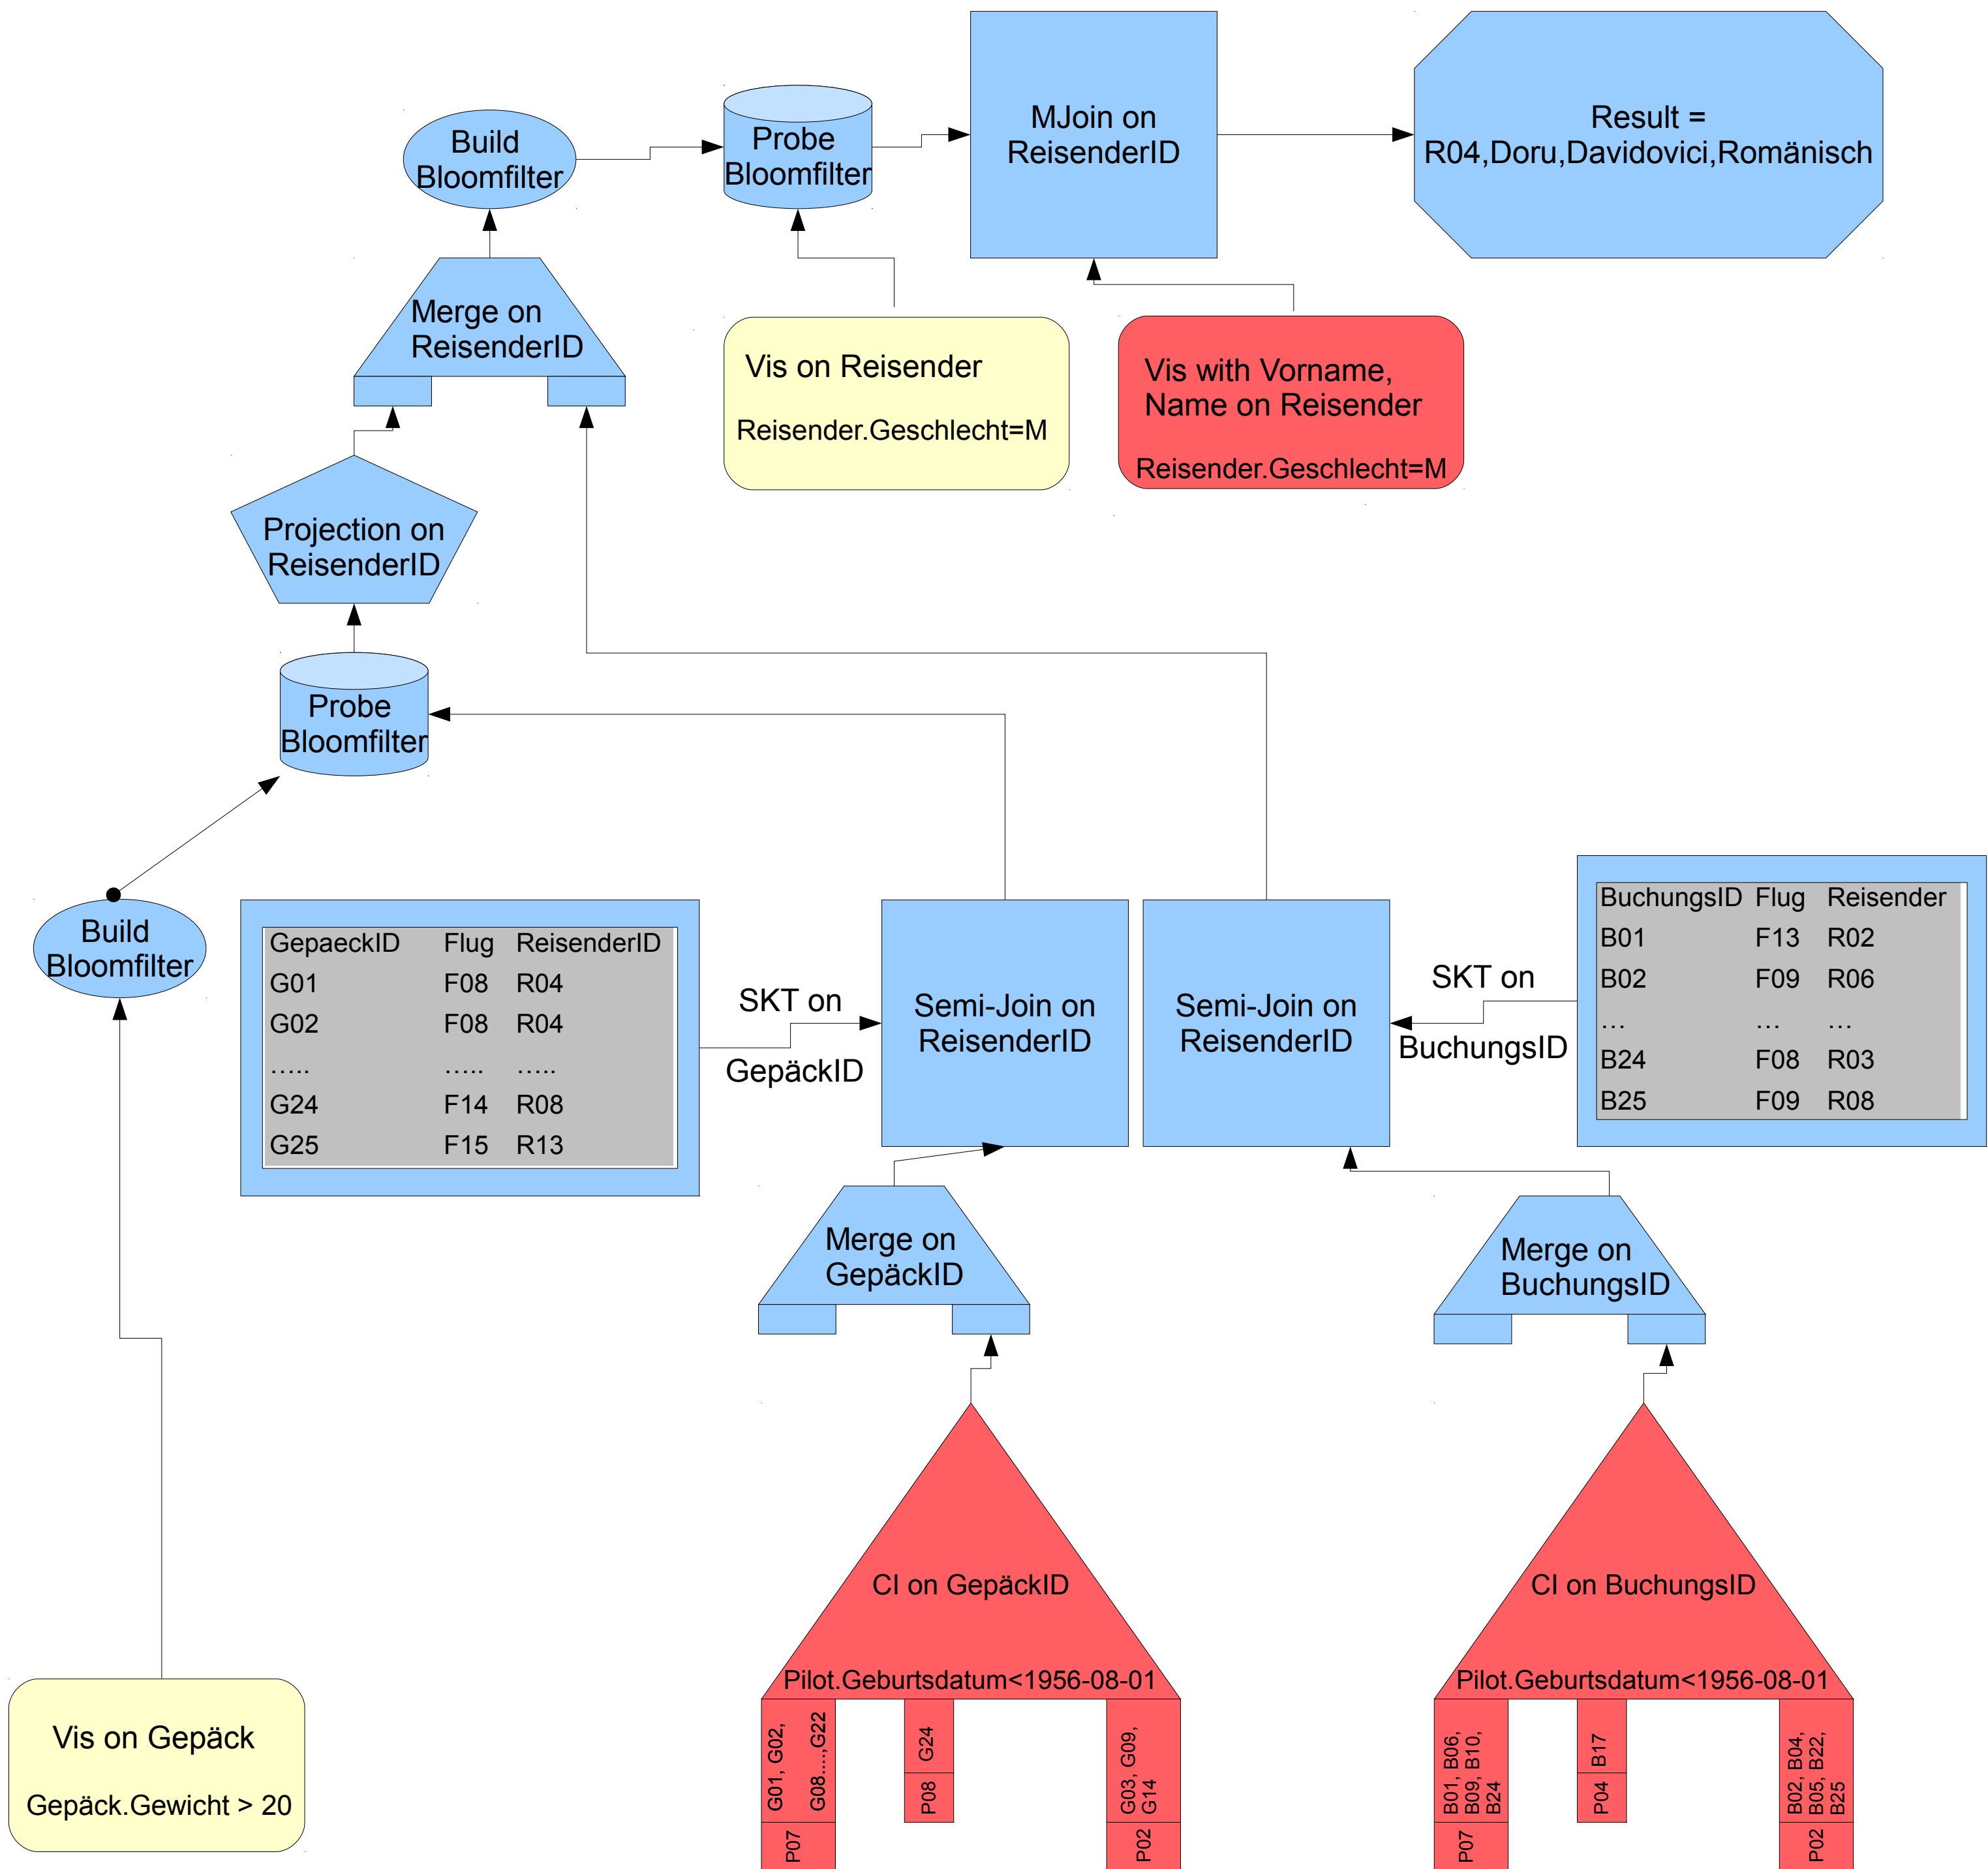 Build
Bloomfilter
Probe
Bloomfilter
MJoin on
ReisenderID
Result =
R04,Doru,Davidovici,Romänisch
Merge on
ReisenderID
Vis on Reisender
Reisender.Geschlecht=M
Vis with Vorname,
Name on Reisender
Reisender.Geschlecht=M
Projection on
ReisenderID
Probe
Bloomfilter
Build
Bloomfilter
GepaeckID Flug ReisenderID
G01 F08 R04
G02 F08 R04
….. ….. …..
G24 F14 R08
G25 F15 R13
SKT on
GepäckID
Semi-Join on
ReisenderID
Semi-Join on
ReisenderID
SKT on
BuchungsID
BuchungsID Flug Reisender
B01 F13 R02
B02 F09 R06
… … …
B24 F08 R03
B25 F09 R08
Merge on
GepäckID
Merge on
BuchungsID
CI on GepäckID
Pilot.Geburtsdatum<1956-08-01
G01, G02,
G08....,G22
P07
G24
P08
G03, G09,
G14
P02
CI on BuchungsID
Pilot.Geburtsdatum<1956-08-01
B01, B06,
B09, B10,
B24
P07
B17
P04
B02, B04,
B05, B22,
B25
P02
Vis on Gepäck
Gepäck.Gewicht > 20